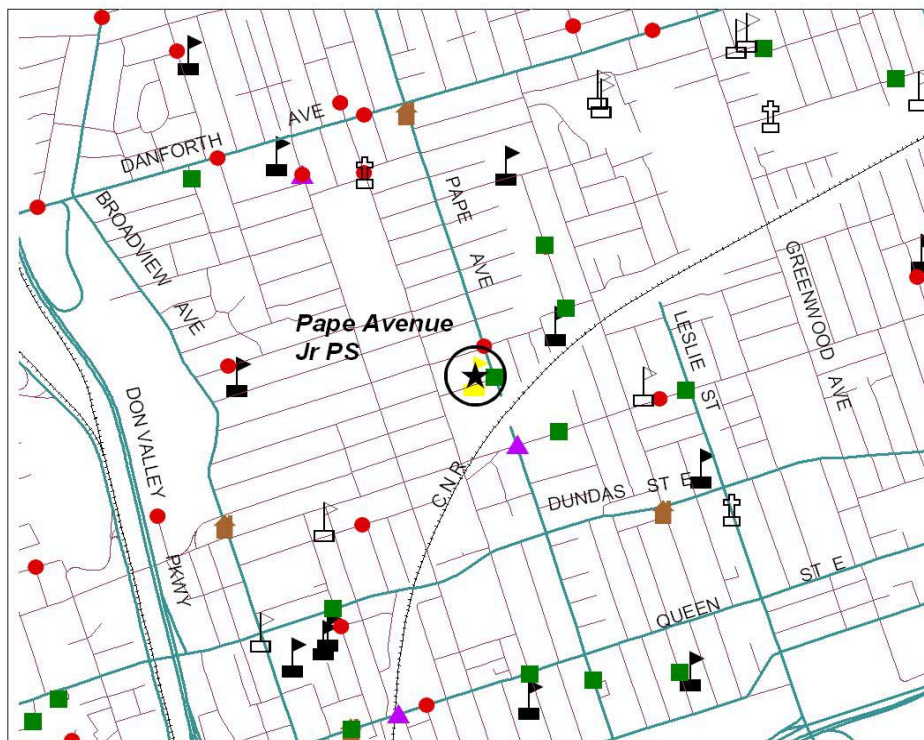 DANFORTH AVE
PAPE AVE
BROADVIEW AVE
GREENWOOD AVE
Pape Avenue
Jr PS
LESLIE ST
DON VALLEY PKWY
C N R
DUNDAS ST E
QUEEN ST E